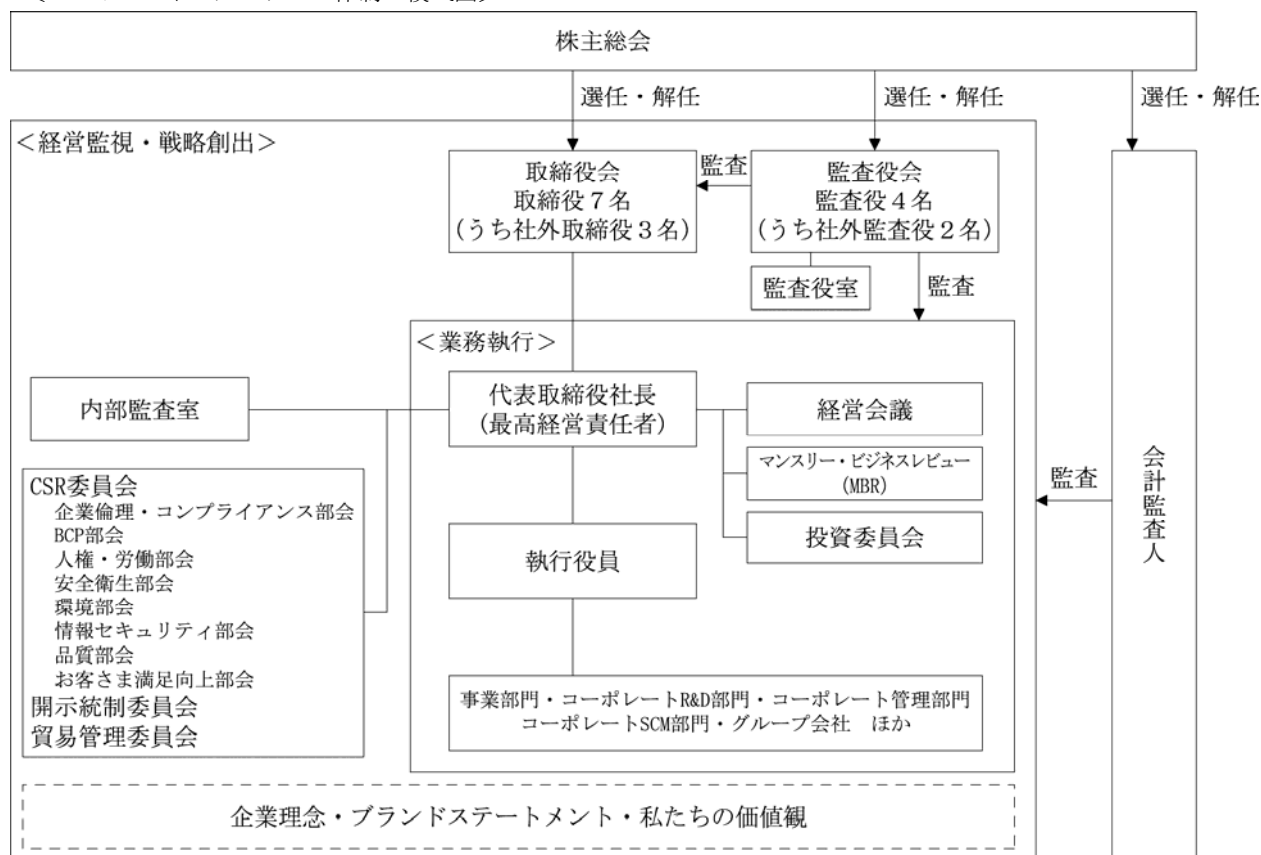 株主総会
選任・解任
選任・解任
選任・解任
＜経営監視・戦略創出＞
取締役会
取締役７名
(うち社外取締役３名)
監査
監査役会
監査役４名
(うち社外監査役２名)
監査役室
監査
＜業務執行＞
内部監査室
代表取締役社長
(最高経営責任者)
経営会議
マンスリー・ビジネスレビュー
(MBR)
投資委員会
執行役員
監査
会計監査人
CSR委員会
企業倫理・コンプライアンス部会
BCP部会
人権・労働部会
安全衛生部会
環境部会
情報セキュリティ部会
品質部会
お客さま満足向上部会
開示統制委員会
貿易管理委員会
事業部門・コーポレートR&D部門・コーポレート管理部門
コーポレートSCM部門・グループ会社　ほか
企業理念・ブランドステートメント・私たちの価値観